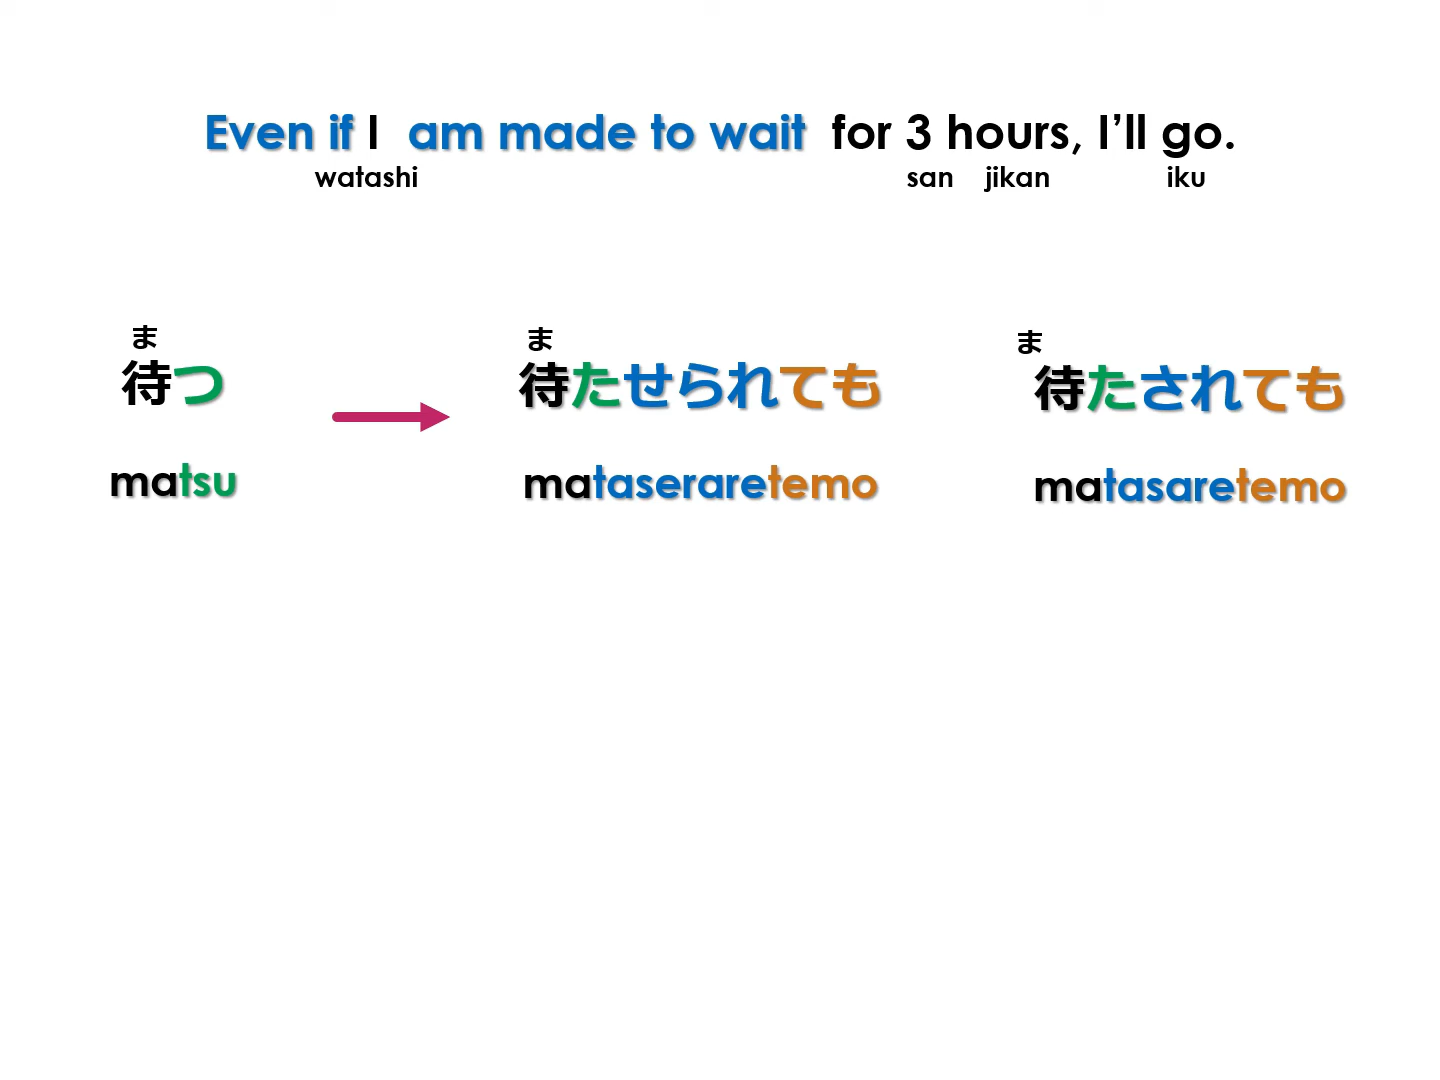 Even if I am made to wait for 3 hours, I’ll go.
watashi san jikan iku
ま ま ま
待つ 待たせられても 待たされても
matsu mataseraretemo matasaretemo